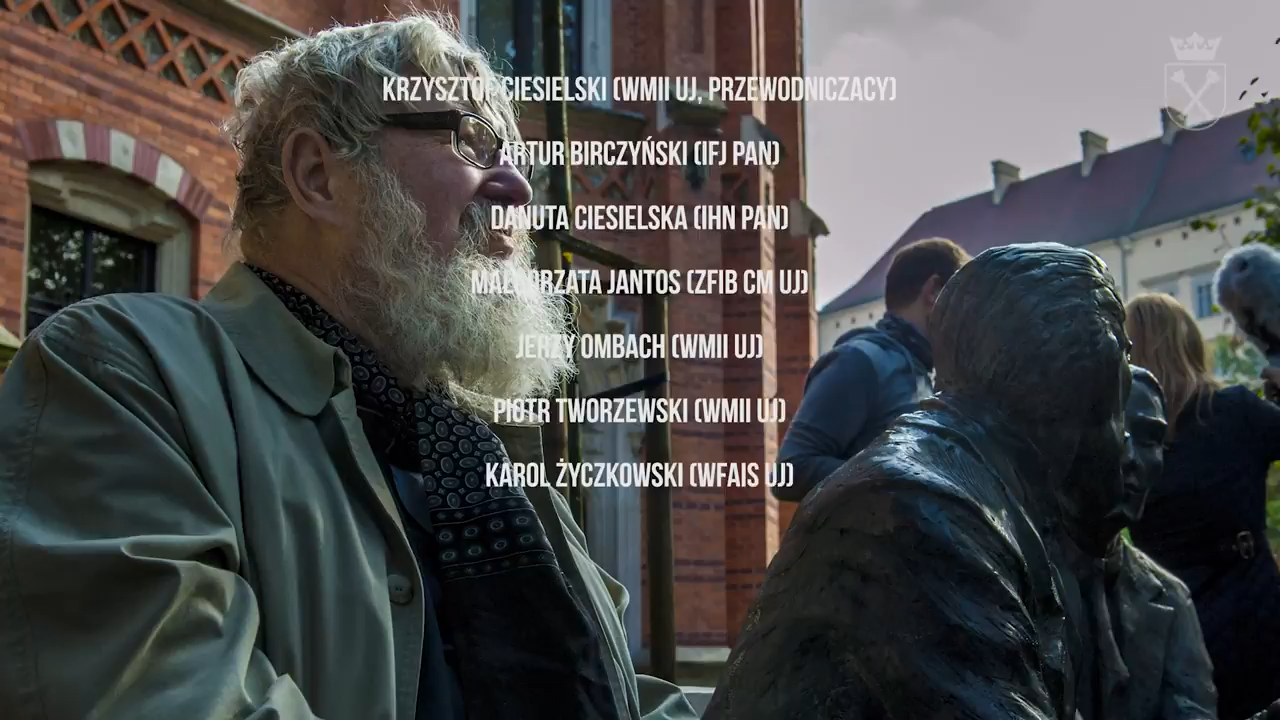 KRZYSZTOF CIESIELSKI (WMII UJ, PRZEWODNICZACY)
ARTUR BIRCZYŃSKI (IFJ PAN)
DANUTA CIESIELSKA (IHN PAN)
MAŁGORZATA JANTOS (ZFIB CM UJ)
JERZY OMBACH (WMII UJ)
PIOTR TWORZEWSKI (WMII UJ)
KAROL ŻYCZKOWSKI (WFAIS UJ)